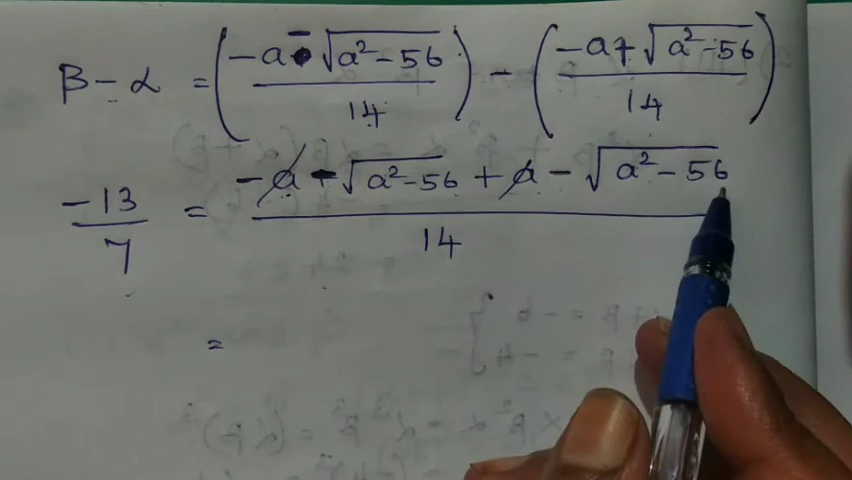 β - α = ( (-a - √(a² - 56)) / 14 ) - ( (-a + √(a² - 56)) / 14 )
-13/7 = (-a - √(a² - 56) + a - √(a² - 56)) / 14
=